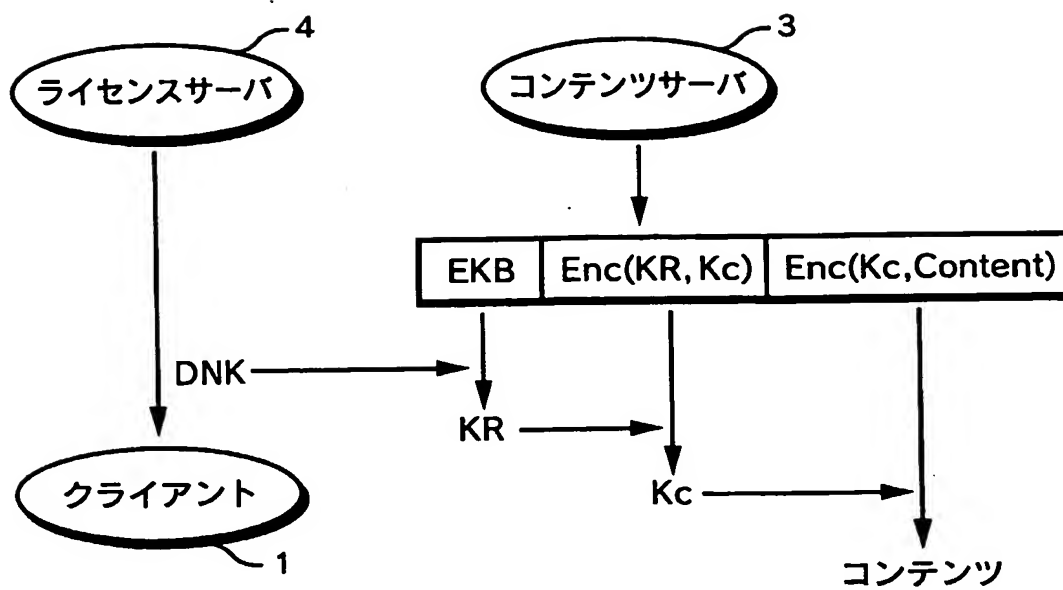 4
3
ライセンスサーバ
コンテンツサーバ
EKB Enc(KR,Kc) Enc(Kc,Content)
DNK
KR
Kc
クライアント
1
コンテンツ